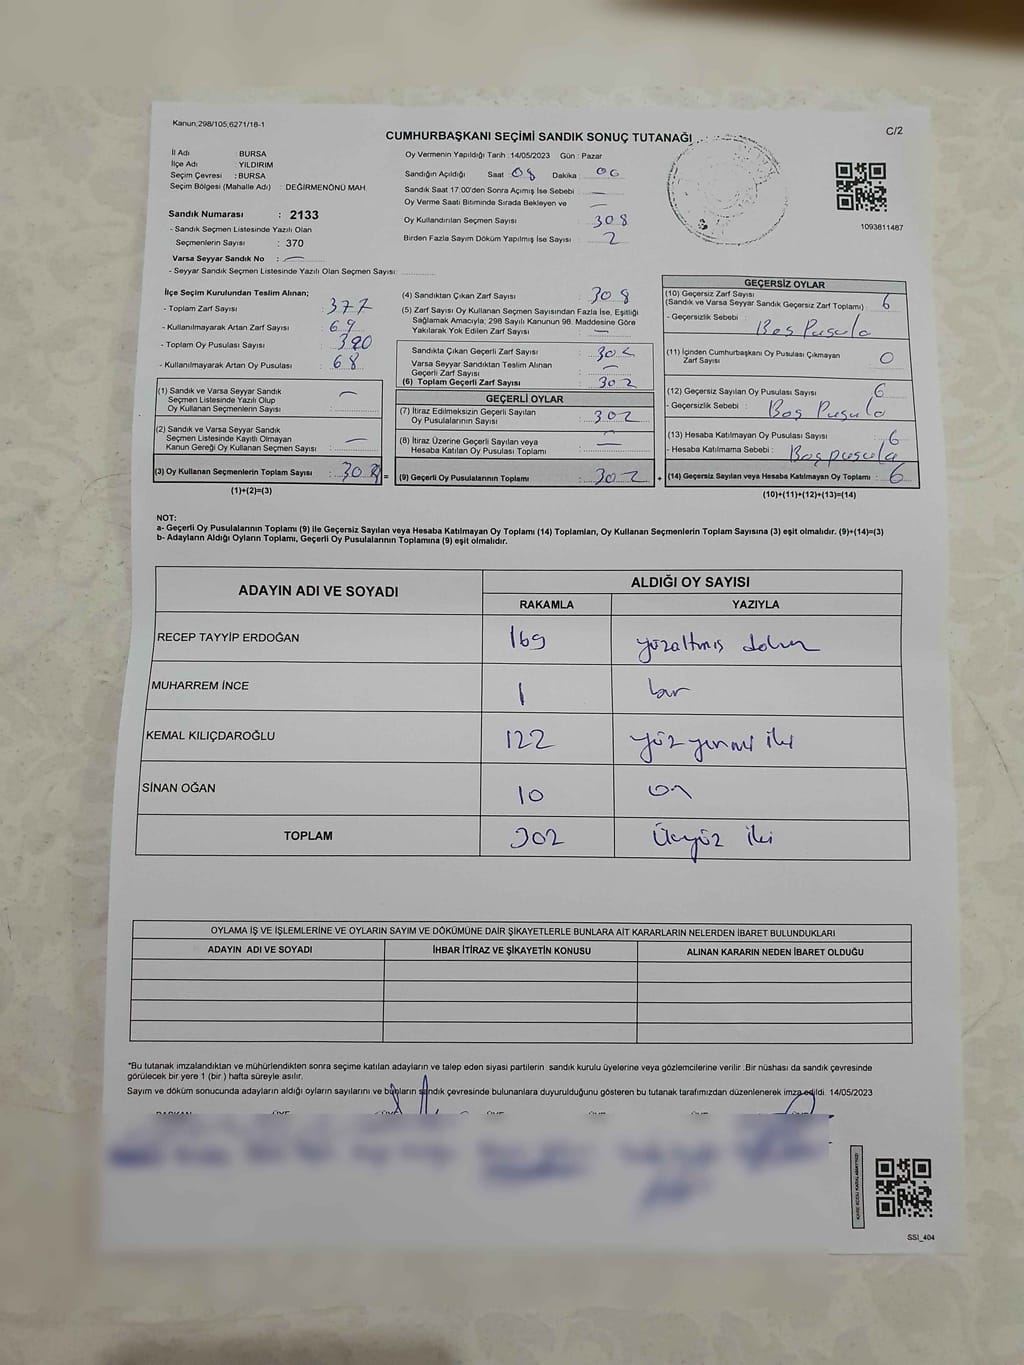 Kanun;298/105;6271/18-1
C/2
CUMHURBAŞKANI SEÇİMİ SANDIK SONUÇ TUTANAĞI
İl Adı : BURSA
İlçe Adı : YILDIRIM
Seçim Çevresi : BURSA
Seçim Bölgesi (Mahalle Adı) : DEĞİRMENÖNÜ MAH.
Sandık Numarası : 2133
- Sandık Seçmen Listesinde Yazılı Olan
Seçmenlerin Sayısı : 370
Varsa Seyyar Sandık No : —
- Seyyar Sandık Seçmen Listesinde Yazılı Olan Seçmen Sayısı: ..............
Oy Vermenin Yapıldığı Tarih : 14/05/2023 Gün : Pazar
Sandığın Açıldığı Saat 08 Dakika : 06
Sandık Saat 17:00'den Sonra Açımış İse Sebebi : —
Oy Verme Saati Bitiminde Sırada Bekleyen ve —
Oy Kullandırılan Seçmen Sayısı : 308
Birden Fazla Sayım Döküm Yapılmış İse Sayısı : 2
1093811487
İlçe Seçim Kurulundan Teslim Alınan;
- Toplam Zarf Sayısı : 377
- Kullanılmayarak Artan Zarf Sayısı : 69
- Toplam Oy Pusulası Sayısı : 390
- Kullanılmayarak Artan Oy Pusulası : 68
(1) Sandık ve Varsa Seyyar Sandık
Seçmen Listesinde Yazılı Olup
Oy Kullanan Seçmenlerin Sayısı : —
(2) Sandık ve Varsa Seyyar Sandık
Seçmen Listesinde Kayıtlı Olmayan
Kanun Gereği Oy Kullanan Seçmen Sayısı : —
(3) Oy Kullanan Seçmenlerin Toplam Sayısı : 308 =
(1)+(2)=(3)
(4) Sandıktan Çıkan Zarf Sayısı : 308
(5) Zarf Sayısı Oy Kullanan Seçmen Sayısından Fazla İse, Eşitliği
Sağlamak Amacıyla; 298 Sayılı Kanunun 98. Maddesine Göre
Yakılarak Yok Edilen Zarf Sayısı : —
Sandıkta Çıkan Geçerli Zarf Sayısı : 302
Varsa Seyyar Sandıktan Teslim Alınan
Geçerli Zarf Sayısı : —
(6) Toplam Geçerli Zarf Sayısı : 302
GEÇERLİ OYLAR
(7) İtiraz Edilmeksizin Geçerli Sayılan
Oy Pusulalarının Sayısı : 302
(8) İtiraz Üzerine Geçerli Sayılan veya
Hesaba Katılan Oy Pusulası Toplamı : —
(9) Geçerli Oy Pusulalarının Toplamı : 302 +
GEÇERSİZ OYLAR
(10) Geçersiz Zarf Sayısı
(Sandık ve Varsa Seyyar Sandık Geçersiz Zarf Toplamı) : 6
- Geçersizlik Sebebi : Boş Pusula
(11) İçinden Cumhurbaşkanı Oy Pusulası Çıkmayan
Zarf Sayısı : 0
(12) Geçersiz Sayılan Oy Pusulası Sayısı : 6
- Geçersizlik Sebebi : Boş Pusula
(13) Hesaba Katılmayan Oy Pusulası Sayısı : 6
- Hesaba Katılmama Sebebi : Boş pusula
(14) Geçersiz Sayılan veya Hesaba Katılmayan Oy Toplamı : 6
(10)+(11)+(12)+(13)=(14)
NOT:
a- Geçerli Oy Pusulalarının Toplamı (9) ile Geçersiz Sayılan veya Hesaba Katılmayan Oy Toplamı (14) Toplamları, Oy Kullanan Seçmenlerin Toplam Sayısına (3) eşit olmalıdır. (9)+(14)=(3)
b- Adayların Aldığı Oyların Toplamı, Geçerli Oy Pusulalarının Toplamına (9) eşit olmalıdır.
ADAYIN ADI VE SOYADI
ALDIĞI OY SAYISI
RAKAMLA YAZIYLA
RECEP TAYYİP ERDOĞAN 169 yüzaltmış dokuz
MUHARREM İNCE 1 bir
KEMAL KILIÇDAROĞLU 122 yüz yirmi iki
SİNAN OĞAN 10 on
TOPLAM 302 Üçyüz iki
OYLAMA İŞ VE İŞLEMLERİNE VE OYLARIN SAYIM VE DÖKÜMÜNE DAİR ŞİKAYETLERLE BUNLARA AİT KARARLARIN NELERDEN İBARET BULUNDUKLARI
ADAYIN ADI VE SOYADI İHBAR İTİRAZ VE ŞİKAYETİN KONUSU ALINAN KARARIN NEDEN İBARET OLDUĞU
*Bu tutanak imzalandıktan ve mühürlendikten sonra seçime katılan adayların ve talep eden siyasi partilerin sandık kurulu üyelerine veya gözlemcilerine verilir .Bir nüshası da sandık çevresinde
görülecek bir yere 1 (bir ) hafta süreyle asılır.
Sayım ve döküm sonucunda adayların aldığı oyların sayılarını ve bunların sandık çevresinde bulunanlara duyurulduğunu gösteren bu tutanak tarafımızdan düzenlenerek imza edildi. 14/05/2023
SSI_404